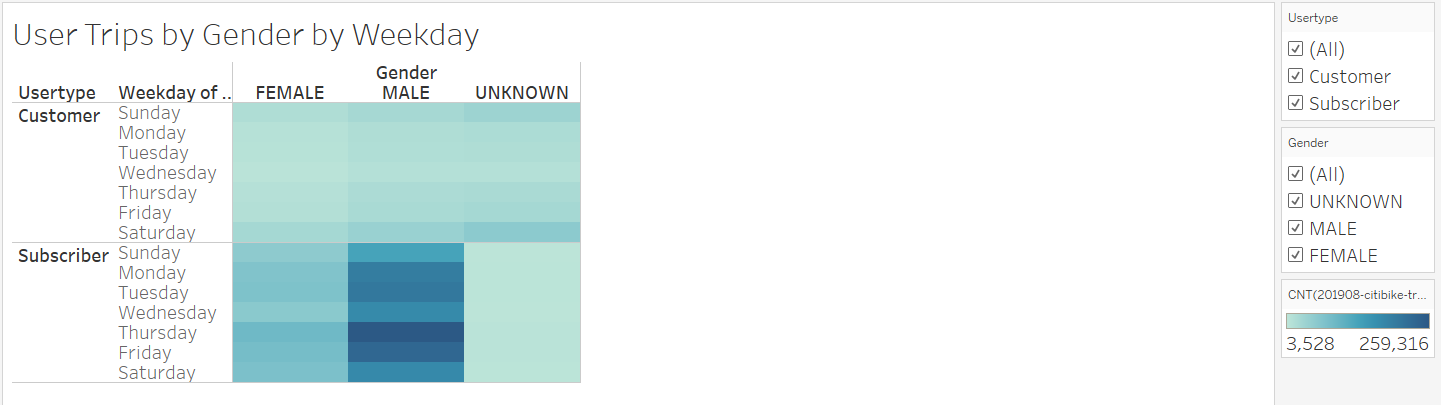 User Trips by Gender by Weekday
Gender
Usertype Weekday of .. FEMALE MALE UNKNOWN
Customer Sunday
Monday
Tuesday
Wednesday
Thursday
Friday
Saturday
Subscriber Sunday
Monday
Tuesday
Wednesday
Thursday
Friday
Saturday
Usertype
(All)
Customer
Subscriber
Gender
(All)
UNKNOWN
MALE
FEMALE
CNT(201908-citibike-tr...
3,528 259,316